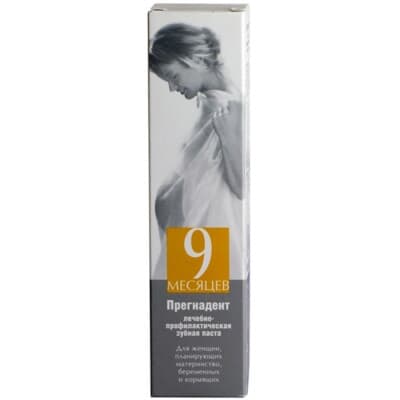 9
МЕСЯЦЕВ
Прегнадент
лечебно-
профилактическая
зубная паста
Для женщин,
планирующих
материнство,
беременных
и кормящих